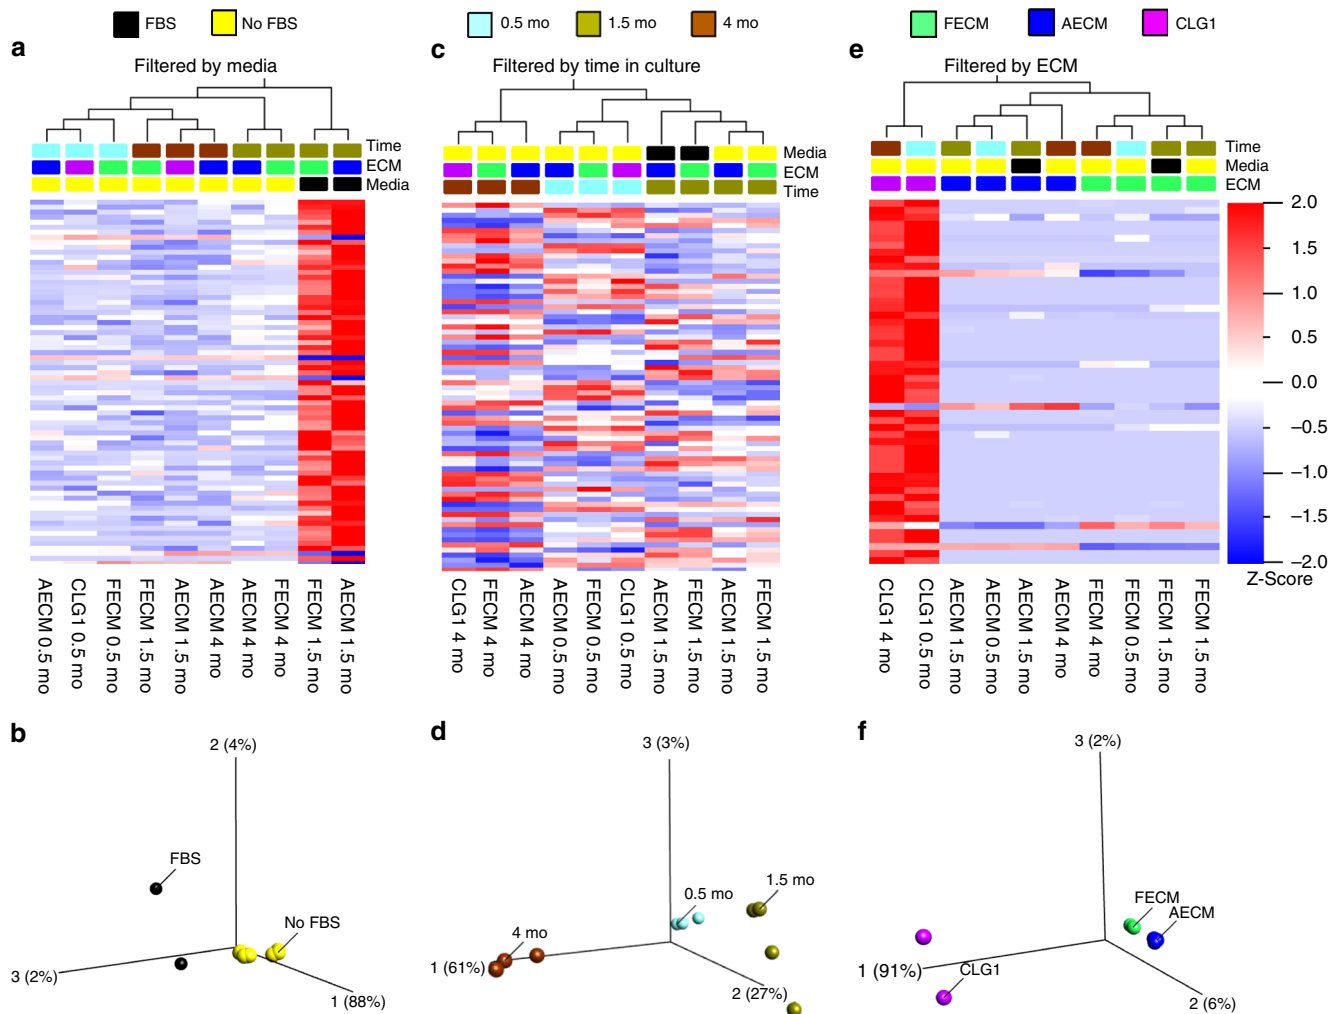 FBS
No FBS
0.5 mo
1.5 mo
4 mo
FECM
AECM
CLG1
a
Filtered by media
Time
ECM
Media
AECM 0.5 mo
CLG1 0.5 mo
FECM 0.5 mo
FECM 1.5 mo
AECM 1.5 mo
AECM 4 mo
AECM 4 mo
FECM 4 mo
FECM 1.5 mo
AECM 1.5 mo
c
Filtered by time in culture
Media
ECM
Time
CLG1 4 mo
FECM 4 mo
AECM 4 mo
AECM 0.5 mo
FECM 0.5 mo
CLG1 0.5 mo
AECM 1.5 mo
FECM 1.5 mo
AECM 1.5 mo
FECM 1.5 mo
e
Filtered by ECM
Time
Media
ECM
CLG1 4 mo
CLG1 0.5 mo
AECM 1.5 mo
AECM 0.5 mo
AECM 1.5 mo
AECM 4 mo
FECM 4 mo
FECM 0.5 mo
FECM 1.5 mo
FECM 1.5 mo
2.0
1.5
1.0
0.5
0.0
−0.5
−1.0
−1.5
−2.0
Z-Score
b
2 (4%)
FBS
No FBS
3 (2%)
1 (88%)
d
3 (3%)
0.5 mo
1.5 mo
4 mo
1 (61%)
2 (27%)
f
3 (2%)
FECM
AECM
CLG1
1 (91%)
2 (6%)